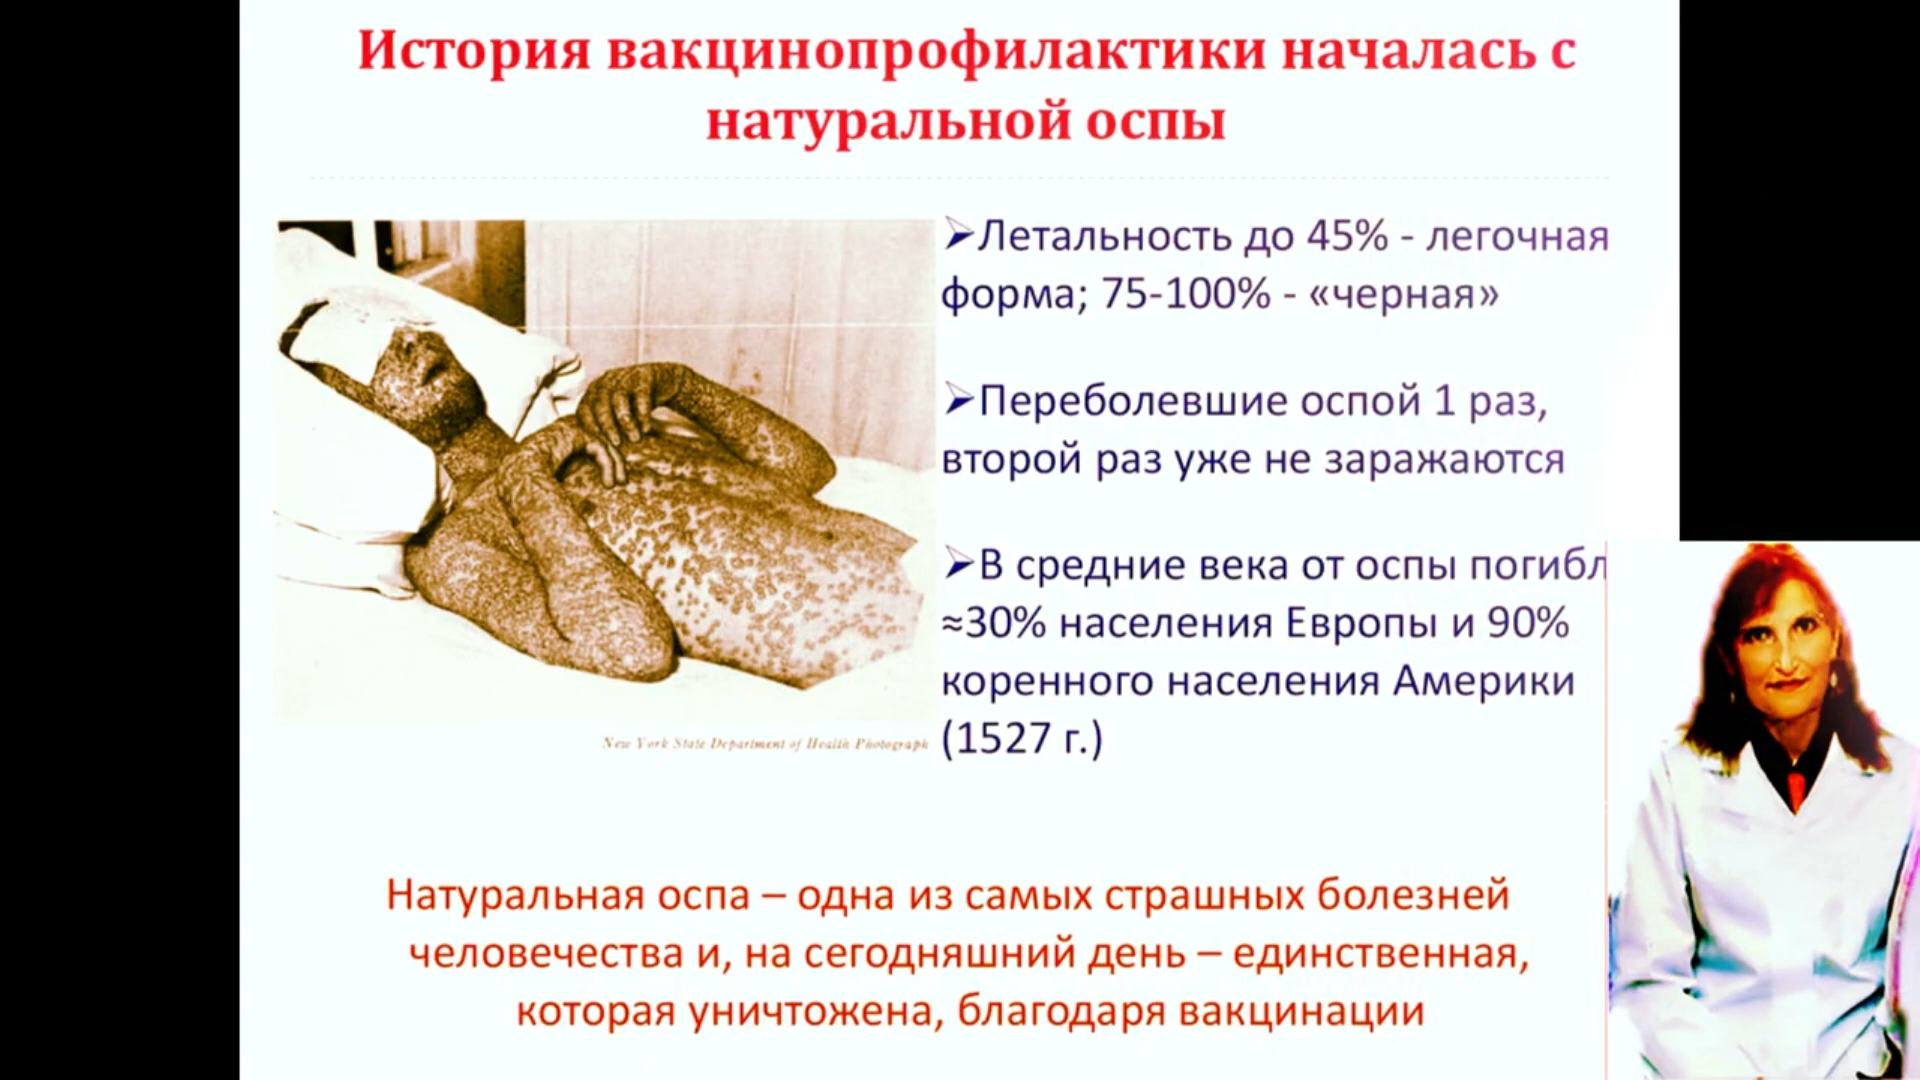 История вакцинопрофилактики началась с
натуральной оспы
➢Летальность до 45% - легочная
форма; 75-100% - «черная»
➢Переболевшие оспой 1 раз,
второй раз уже не заражаются
➢В средние века от оспы погибл
≈30% населения Европы и 90%
коренного населения Америки
(1527 г.)
New York State Department of Health Photograph
Натуральная оспа – одна из самых страшных болезней
человечества и, на сегодняшний день – единственная,
которая уничтожена, благодаря вакцинации